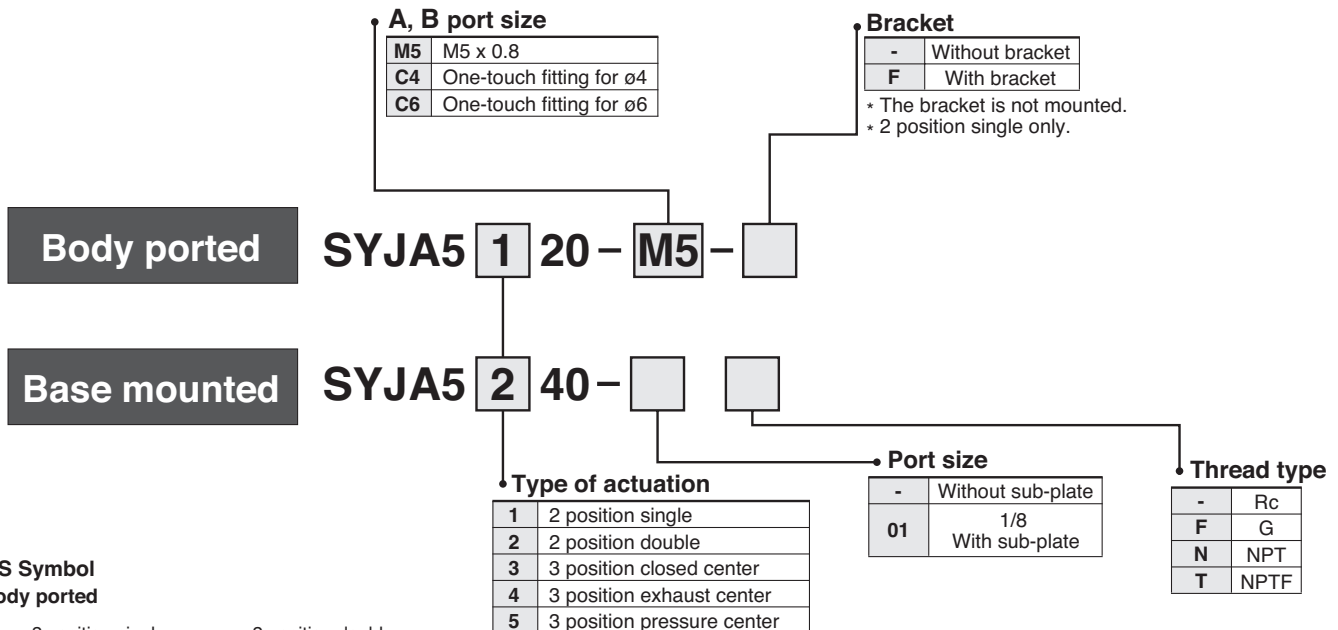 A, B port size
M5 M5 x 0.8
C4 One-touch fitting for ø4
C6 One-touch fitting for ø6
Bracket
- Without bracket
F With bracket
* The bracket is not mounted.
* 2 position single only.
Body ported SYJA5 1 20 – M5 –
Base mounted SYJA5 2 40 –
Type of actuation
1 2 position single
2 2 position double
3 3 position closed center
4 3 position exhaust center
5 3 position pressure center
Port size
- Without sub-plate
01 1/8 With sub-plate
Thread type
- Rc
F G
N NPT
T NPTF
S Symbol
ody ported